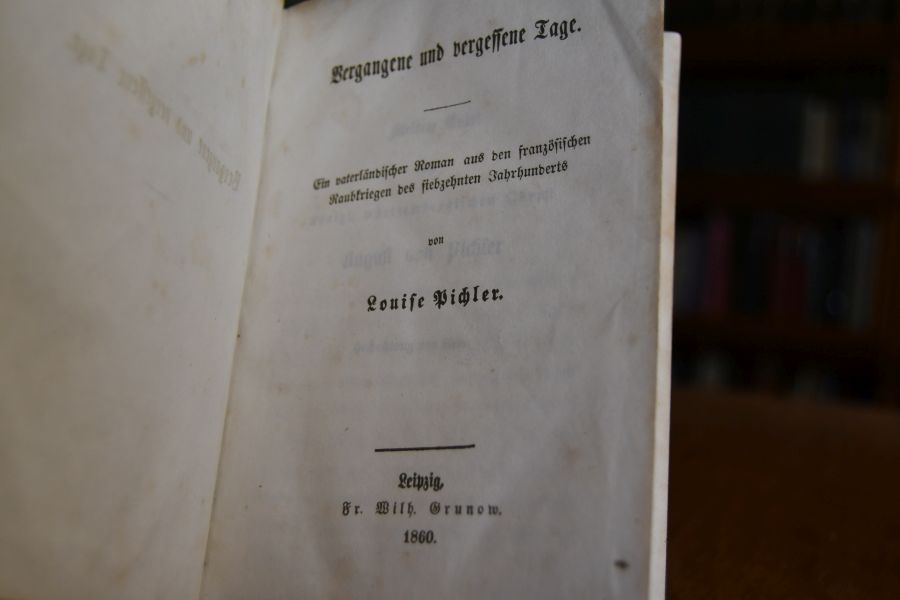 Vergangene und vergessene Tage.
Ein vaterländischer Roman aus den französischen
Raubkriegen des siebzehnten Jahrhunderts
von
Louise Pichler.
Leipzig,
Fr. Wilh. Grunow.
1860.